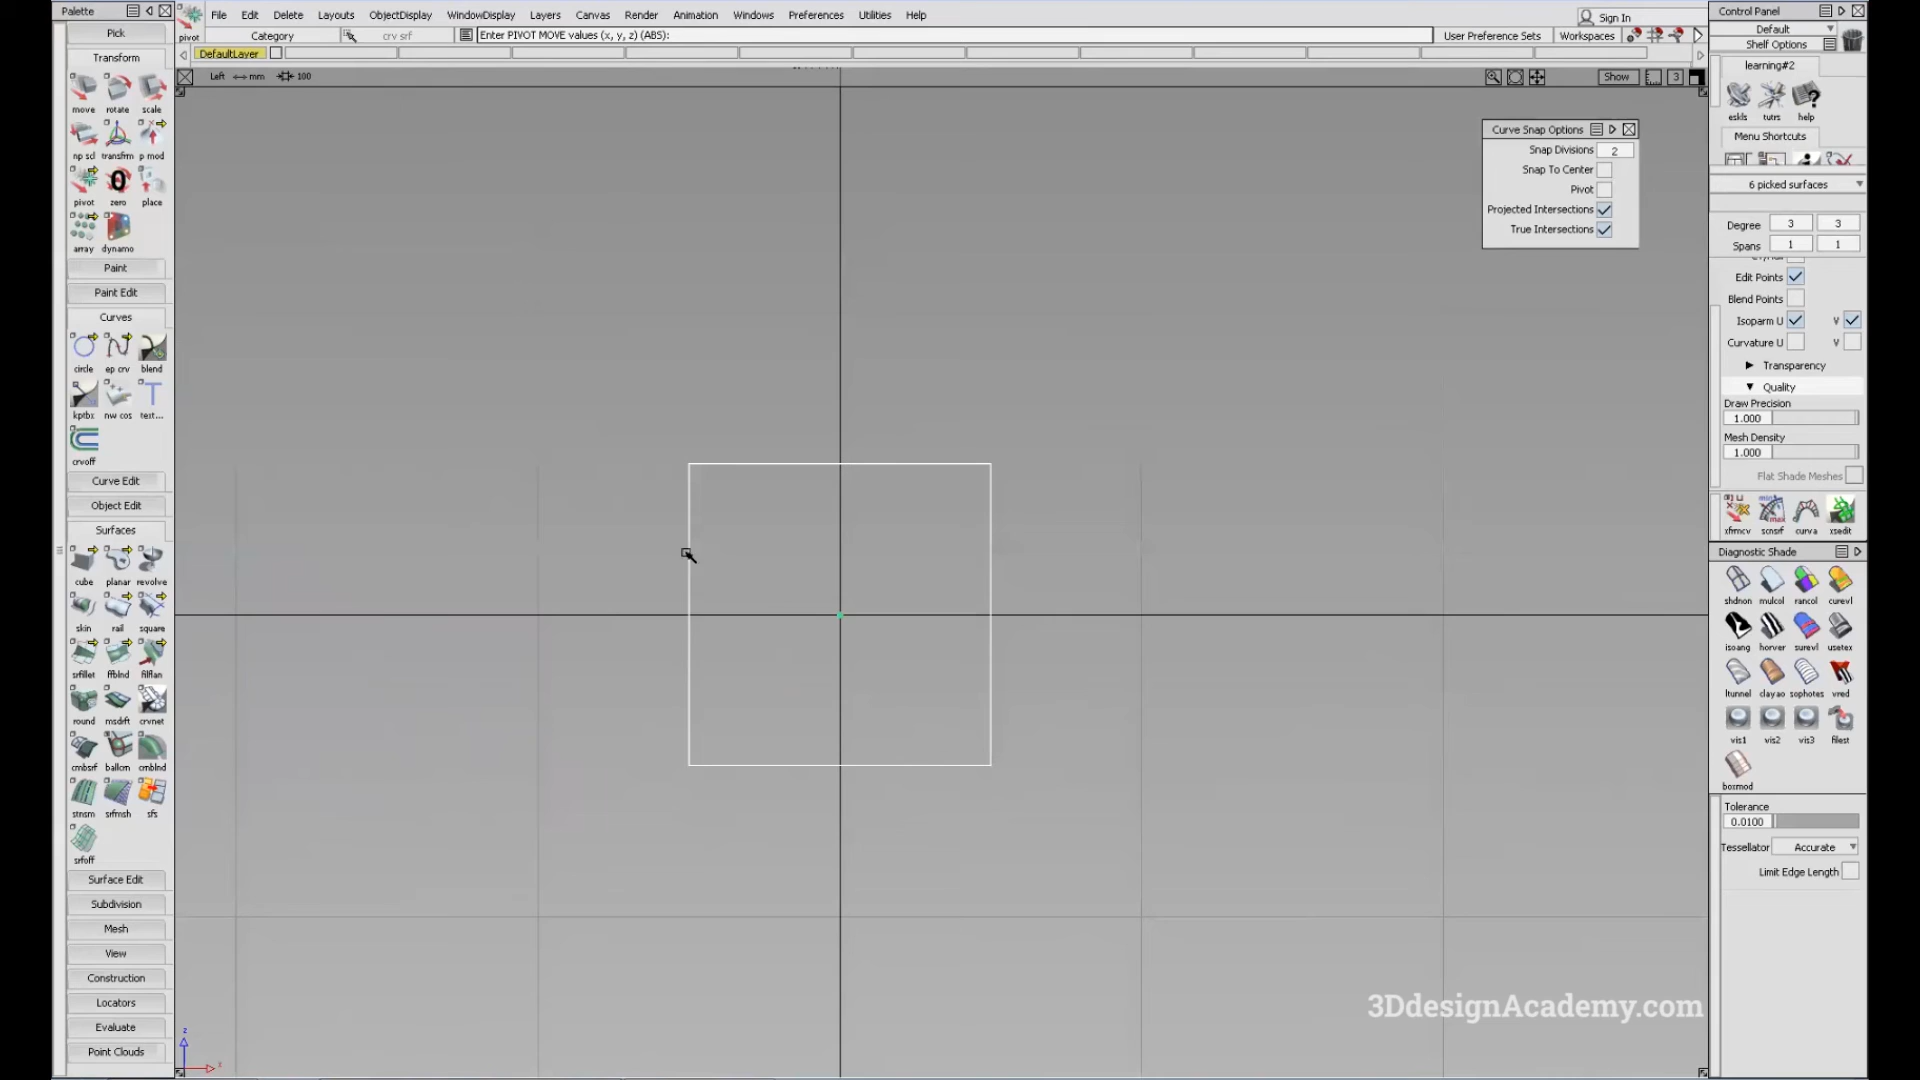 Palette
File Edit Delete Layouts ObjectDisplay WindowDisplay Layers Canvas Render Animation Windows Preferences Utilities Help
Sign In
Control Panel
Pick
pivot
Category
crv srf
Enter PIVOT MOVE values (x, y, z) (ABS):
User Preference Sets
Workspaces
Default
Shelf Options
DefaultLayer
Left
mm
100
Show
3
Transform
move rotate scale
np scl transfrm p mod
pivot zero place
array dynamo
Paint
Paint Edit
Curves
circle ep crv blend
kptbx nw cos text...
crvoff
Curve Edit
Object Edit
Surfaces
cube planar revolve
skin rail square
srfillet ffblnd filflan
round msdrft crvnet
cmbsrf ballcrn cmblnd
stnsrn srfmsh sfs
srfoff
Surface Edit
Subdivision
Mesh
View
Construction
Locators
Evaluate
Point Clouds
Curve Snap Options
Snap Divisions 2
Snap To Center
Pivot
Projected Intersections
True Intersections
learning#2
eskls tutrs help
Menu Shortcuts
6 picked surfaces
Degree 3 3
Spans 1 1
Edit Points
Blend Points
Isoparm U V
Curvature U V
Transparency
Quality
Draw Precision
1.000
Mesh Density
1.000
Flat Shade Meshes
xfrmcv scnsrf curva xsedit
Diagnostic Shade
shdnon mulcol rancol curevl
isoang horver surevl usetex
ltunnel clayao sophotes vred
vis1 vis2 vis3 filest
boxmod
Tolerance
0.0100
Tessellator Accurate
Limit Edge Length
z
3DdesignAcademy.com